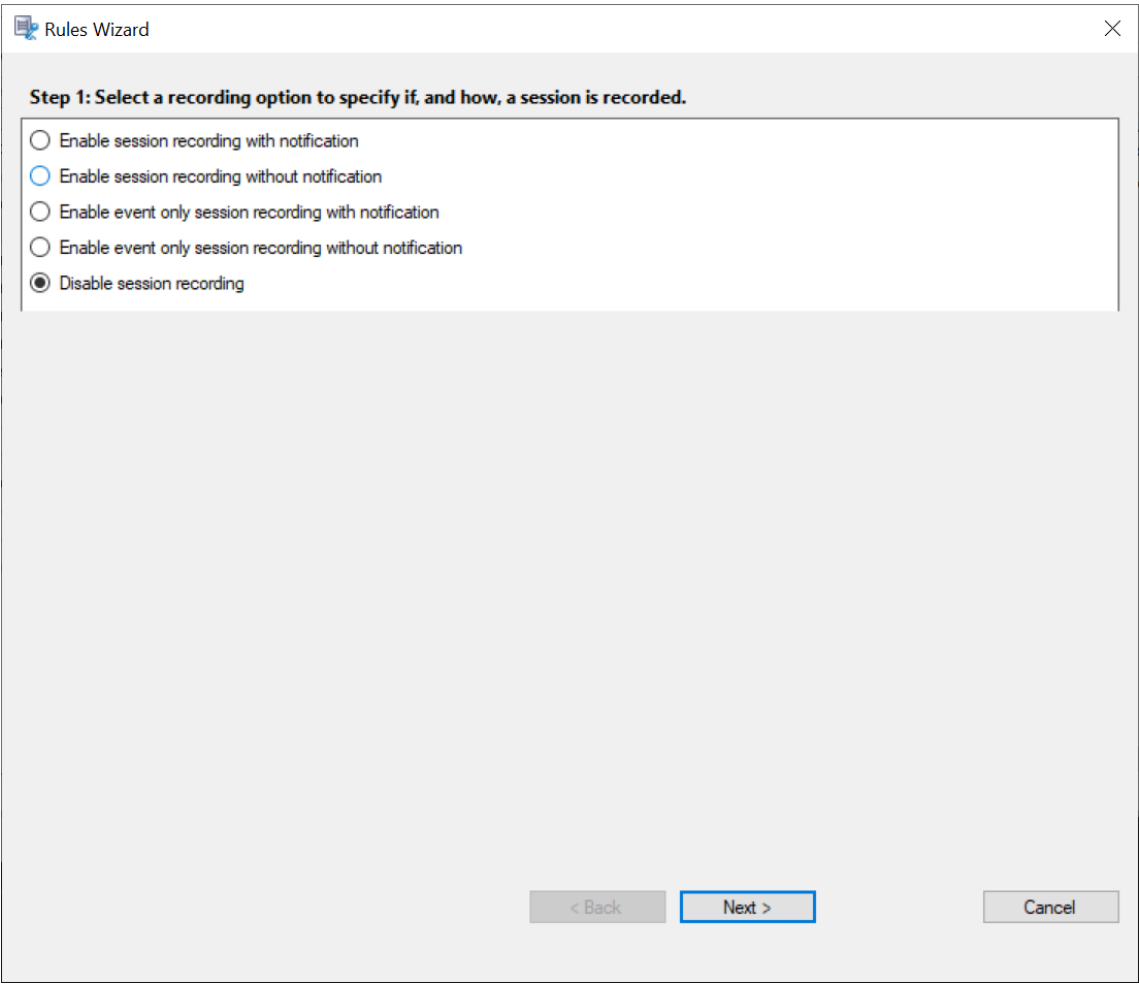 Rules Wizard
Step 1: Select a recording option to specify if, and how, a session is recorded.
Enable session recording with notification
Enable session recording without notification
Enable event only session recording with notification
Enable event only session recording without notification
Disable session recording
< Back Next > Cancel